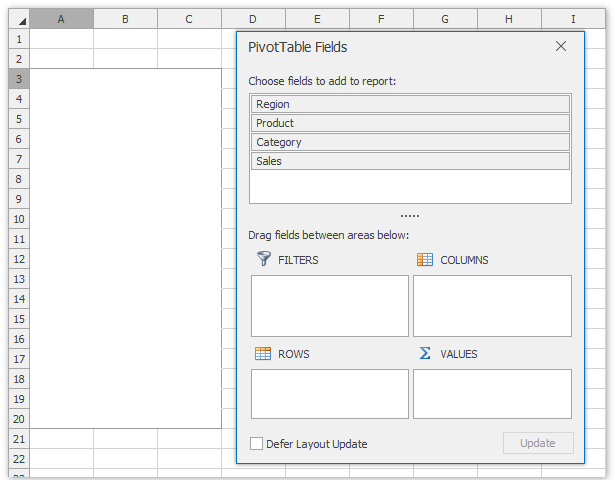 A B C D E F G H I
1
2
3
4
5
6
7
8
9
10
11
12
13
14
15
16
17
18
19
20
21
22
PivotTable Fields
Choose fields to add to report:
Region
Product
Category
Sales
Drag fields between areas below:
FILTERS COLUMNS
ROWS VALUES
Defer Layout Update Update